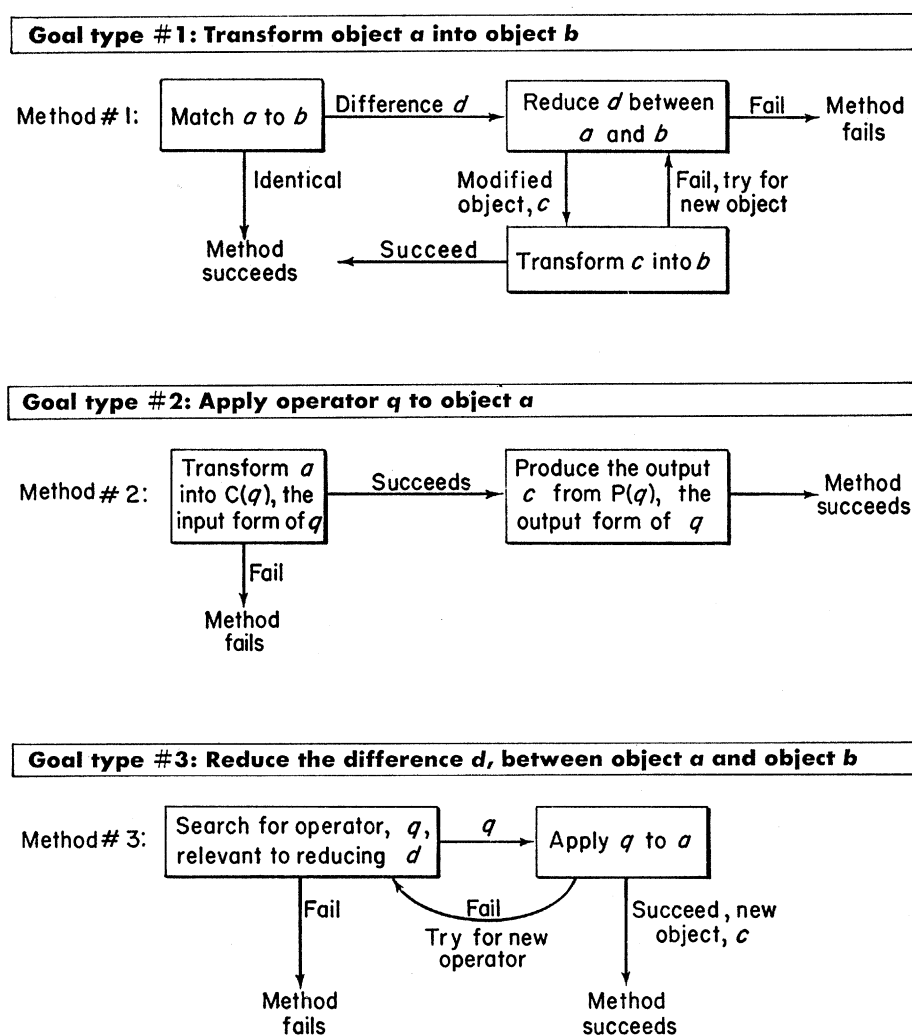 Goal type #1: Transform object a into object b
Method # 1:
Match a to b
Difference d
Reduce d between
a and b
Fail
Method
fails
Identical
Modified
object, c
Fail, try for
new object
Method
succeeds
Succeed
Transform c into b
Goal type #2: Apply operator q to object a
Method # 2:
Transform a
into C(q), the
input form of q
Succeeds
Produce the output
c from P(q), the
output form of q
Method
succeeds
Fail
Method
fails
Goal type #3: Reduce the difference d, between object a and object b
Method # 3:
Search for operator, q,
relevant to reducing d
q
Apply q to a
Fail
Fail
Try for new
operator
Succeed, new
object, c
Method
fails
Method
succeeds